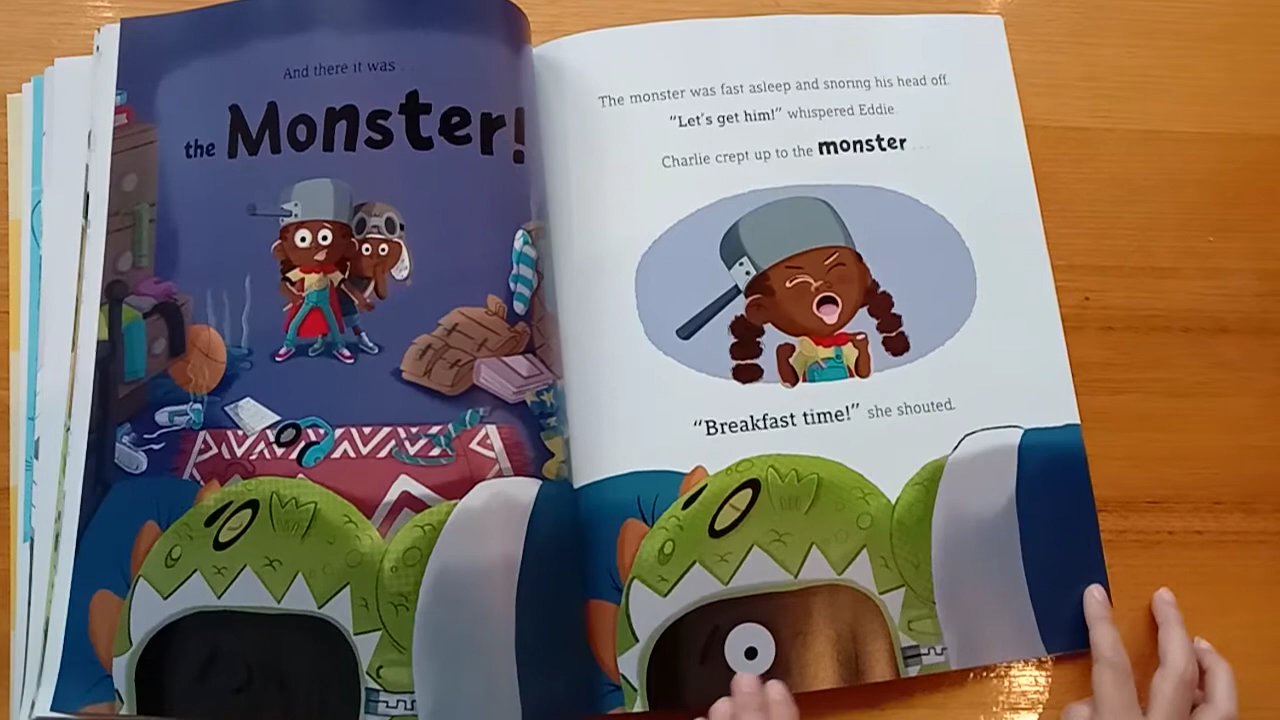 And there it was
the Monster!
The monster was fast asleep and snoring his head off.
“Let's get him!” whispered Eddie.
Charlie crept up to the monster . . .
“Breakfast time!” she shouted.